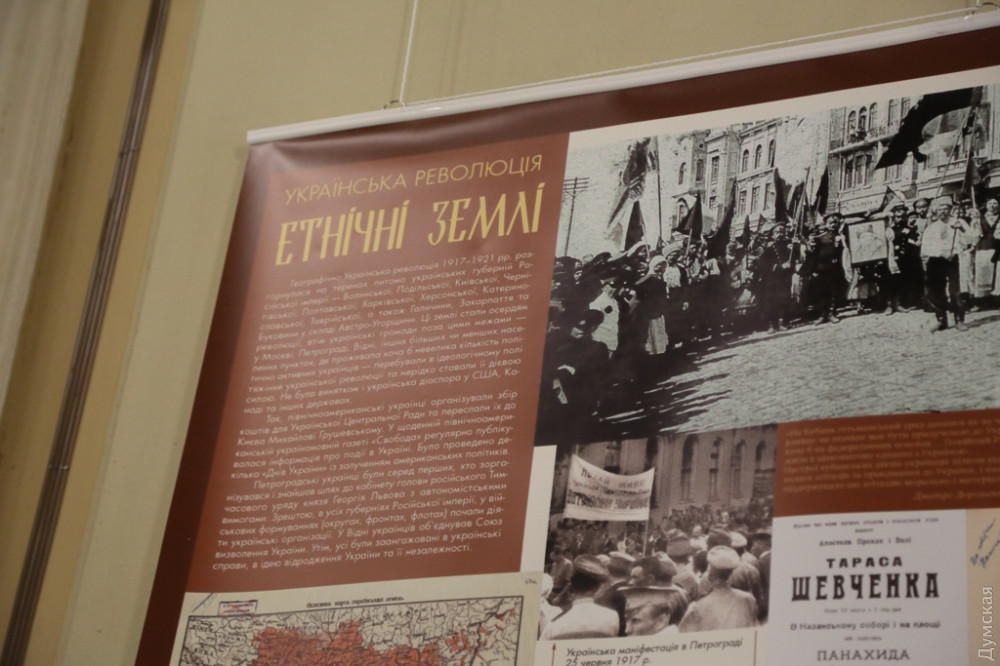 УКРАЇНСЬКА РЕВОЛЮЦІЯ
ЕТНІЧНІ ЗЕМЛІ
Географічно Українська революція 1917–1921 рр. роз-
горнулася на теренах питомо українських губерній Ро-
сійської імперії — Волинської, Подільської, Київської, Черні-
гівської, Полтавської, Харківської, Херсонської, Катерино-
славської, Таврійської, а також Галичини, Закарпаття та
Буковини у складі Австро-Угорщини. Ці землі стали осердям
революції, втім українські громади поза цими межами —
у Москві, Петрограді, Відні, інших більших чи менших насе-
лених пунктах, де проживала хоча б невелика кількість полі-
тично активних українців — перебували в ідеологічному полі
тяжіння української революції та нерідко ставали її дієвою
силою. Не була винятком і українська діаспора у США, Ка-
наді та інших державах.
Так, північноамериканські українці організували збір
коштів для Української Центральної Ради та переслали їх до
Києва Михайлові Грушевському. У щоденній північноамери-
канській україномовній газеті «Свобода» регулярно публіку-
валася інформація про події в Україні. Було проведено де-
кілька «Днів України» із залученням американських політиків.
Петроградські українці були серед перших, хто зорга-
нізувався і знайшов шлях до кабінету голови російського Тим-
часового уряду князя Георгія Львова з автономістськими
вимогами. Зрештою, в усіх губерніях Російської імперії, у вій-
ськових формуваннях (округах, фронтах, флотах) почали дія-
ти українські організації. У Відні українців об'єднував Союз
визволення України. Утім, усі були заангажовані в українські
справи, в ідею відродження України та її незалежності.
Українська маніфестація в Петрограді
25 червня 1917 р.
Апостола Премде і Вилі
ТАРАСА
ШЕВЧЕНКА
В Казанському соборі і на площі
ПАНАХИДА
Думская